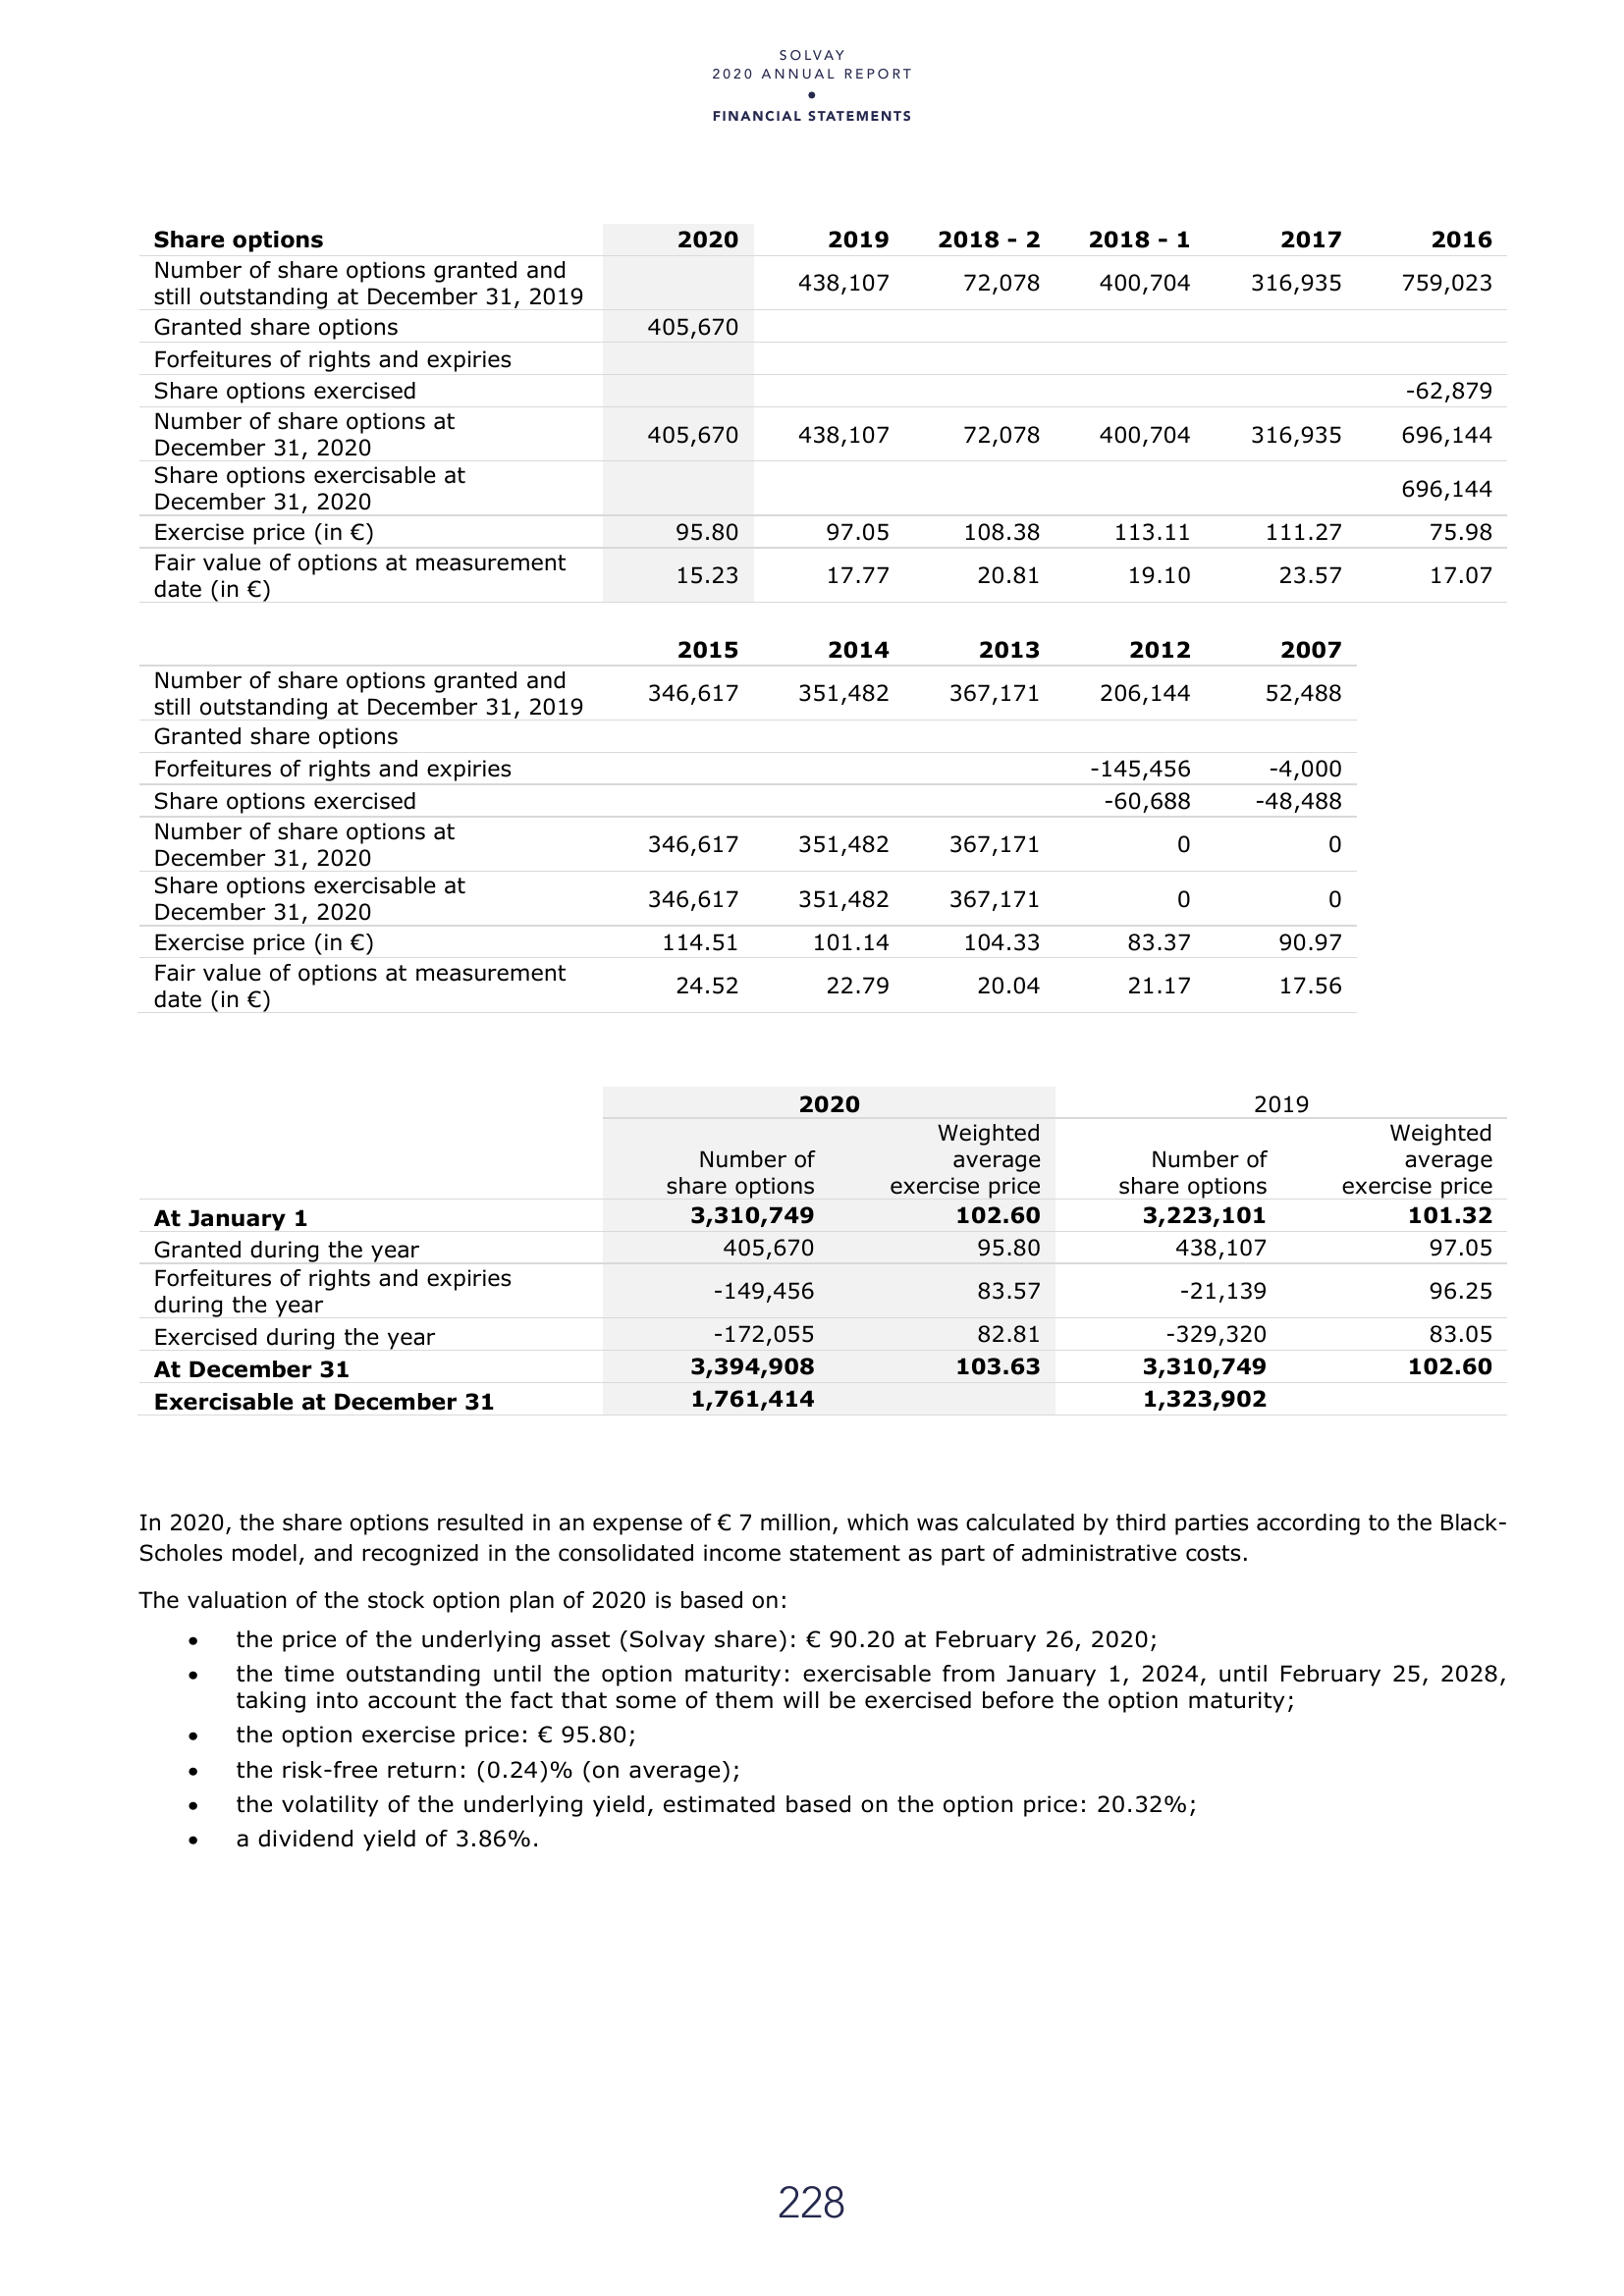 SOLVAY
2020 ANNUAL REPORT
•
FINANCIAL STATEMENTS
Share options 2020 2019 2018 - 2 2018 - 1 2017 2016
Number of share options granted and
still outstanding at December 31, 2019 438,107 72,078 400,704 316,935 759,023
Granted share options 405,670
Forfeitures of rights and expiries
Share options exercised -62,879
Number of share options at
December 31, 2020 405,670 438,107 72,078 400,704 316,935 696,144
Share options exercisable at
December 31, 2020 696,144
Exercise price (in €) 95.80 97.05 108.38 113.11 111.27 75.98
Fair value of options at measurement
date (in €) 15.23 17.77 20.81 19.10 23.57 17.07
2015 2014 2013 2012 2007
Number of share options granted and
still outstanding at December 31, 2019 346,617 351,482 367,171 206,144 52,488
Granted share options
Forfeitures of rights and expiries -145,456 -4,000
Share options exercised -60,688 -48,488
Number of share options at
December 31, 2020 346,617 351,482 367,171 0 0
Share options exercisable at
December 31, 2020 346,617 351,482 367,171 0 0
Exercise price (in €) 114.51 101.14 104.33 83.37 90.97
Fair value of options at measurement
date (in €) 24.52 22.79 20.04 21.17 17.56
2020 2019
Weighted Weighted
Number of average Number of average
share options exercise price share options exercise price
At January 1 3,310,749 102.60 3,223,101 101.32
Granted during the year 405,670 95.80 438,107 97.05
Forfeitures of rights and expiries
during the year -149,456 83.57 -21,139 96.25
Exercised during the year -172,055 82.81 -329,320 83.05
At December 31 3,394,908 103.63 3,310,749 102.60
Exercisable at December 31 1,761,414 1,323,902
In 2020, the share options resulted in an expense of € 7 million, which was calculated by third parties according to the Black-
Scholes model, and recognized in the consolidated income statement as part of administrative costs.
The valuation of the stock option plan of 2020 is based on:
• the price of the underlying asset (Solvay share): € 90.20 at February 26, 2020;
• the time outstanding until the option maturity: exercisable from January 1, 2024, until February 25, 2028,
taking into account the fact that some of them will be exercised before the option maturity;
• the option exercise price: € 95.80;
• the risk-free return: (0.24)% (on average);
• the volatility of the underlying yield, estimated based on the option price: 20.32%;
• a dividend yield of 3.86%.
228